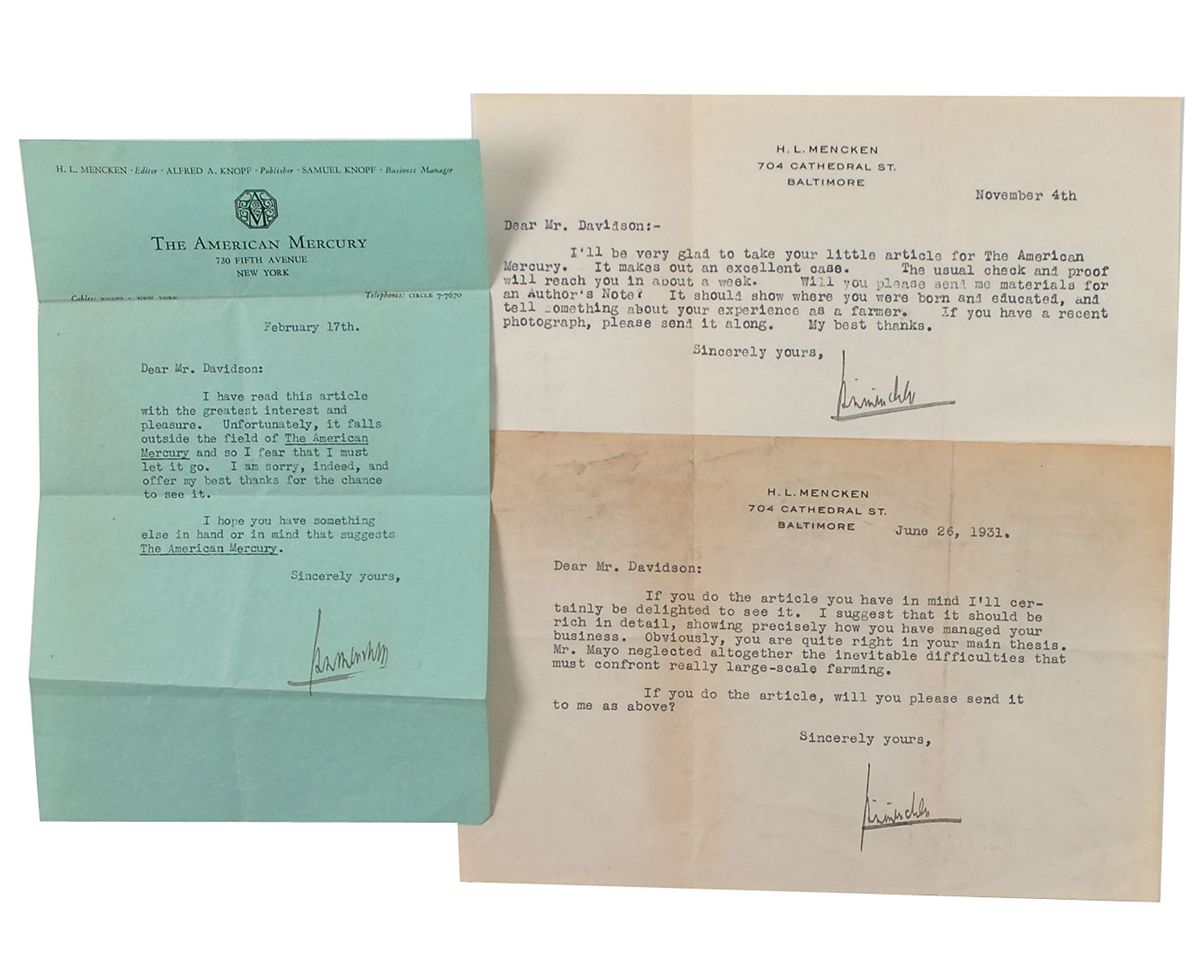 H. L. MENCKEN · Editor · ALFRED A. KNOPF · Publisher · SAMUEL KNOPF · Business Manager
AM
THE AMERICAN MERCURY
730 FIFTH AVENUE
NEW YORK
Cables: KNOPF · NEW YORK Telephones: CIRCLE 7-7670
February 17th.
Dear Mr. Davidson:
I have read this article
with the greatest interest and
pleasure. Unfortunately, it falls
outside the field of The American
Mercury and so I fear that I must
let it go. I am sorry, indeed, and
offer my best thanks for the chance
to see it.
I hope you have something
else in hand or in mind that suggests
The American Mercury.
Sincerely yours,
H. L. MENCKEN
704 CATHEDRAL ST.
BALTIMORE
November 4th
Dear Mr. Davidson:-
I'll be very glad to take your little article for The American
Mercury. It makes out an excellent case. The usual check and proof
will reach you in about a week. Will you please send me materials for
an Author's Note? It should show where you were born and educated, and
tell something about your experience as a farmer. If you have a recent
photograph, please send it along. My best thanks.
Sincerely yours,
H. L. MENCKEN
704 CATHEDRAL ST.
BALTIMORE
June 26, 1931.
Dear Mr. Davidson:
If you do the article you have in mind I'll cer-
tainly be delighted to see it. I suggest that it should be
rich in detail, showing precisely how you have managed your
business. Obviously, you are quite right in your main thesis.
Mr. Mayo neglected altogether the inevitable difficulties that
must confront really large-scale farming.
If you do the article, will you please send it
to me as above?
Sincerely yours,